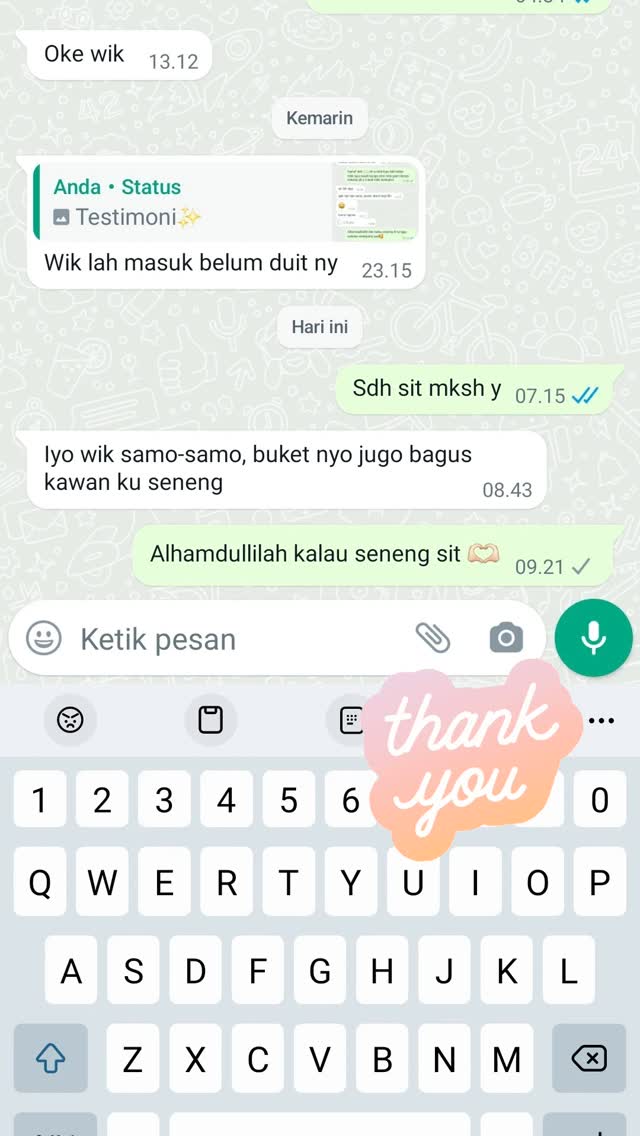 Oke wik 13.12
Kemarin
Anda • Status
Testimoni✨
Wik lah masuk belum duit ny 23.15
Hari ini
Sdh sit mksh y 07.15
Iyo wik samo-samo, buket nyo jugo bagus
kawan ku seneng 08.43
Alhamdullilah kalau seneng sit 🫶🏻 09.21
Ketik pesan
thank
you
1 2 3 4 5 6 0
Q W E R T Y U I O P
A S D F G H J K L
Z X C V B N M